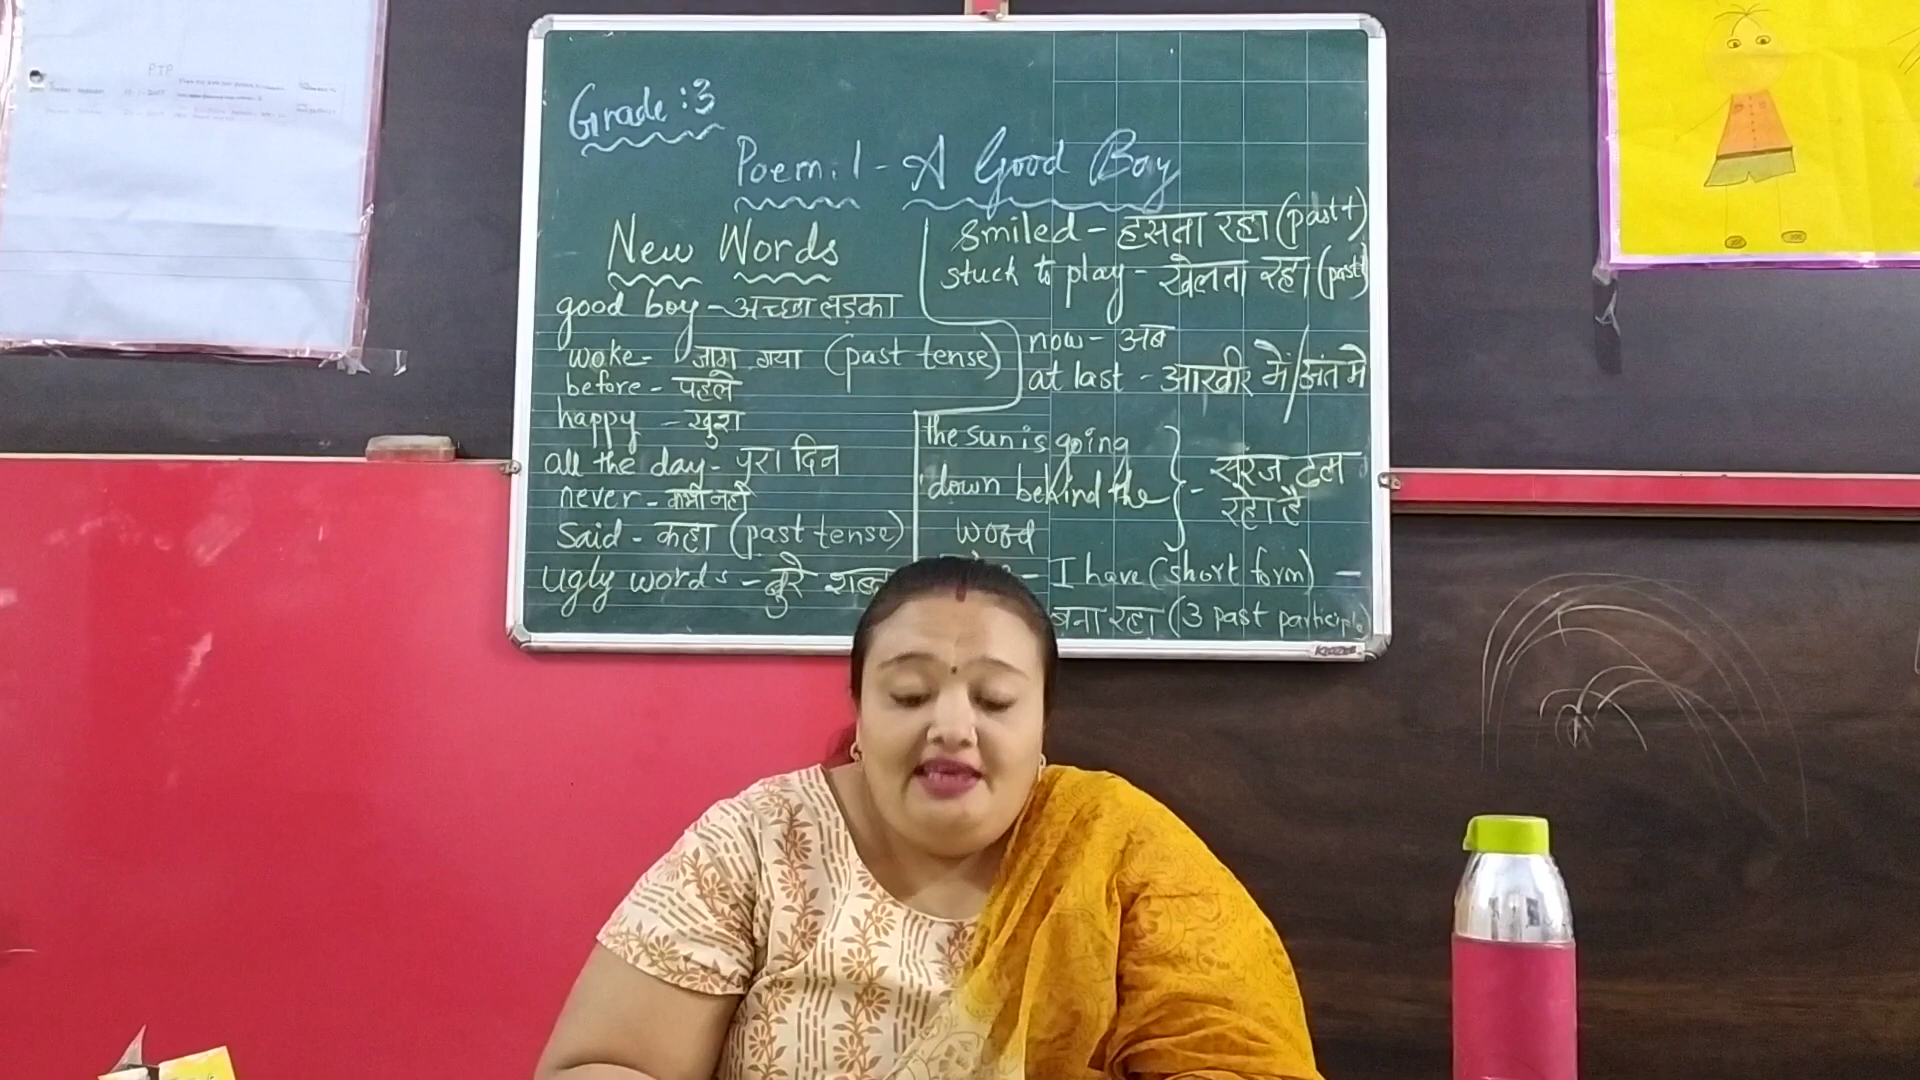 PTP
Grade : 3
Poem. 1 - A Good Boy
New Words
good boy - अच्छा लड़का
woke - जाग गया (past tense)
before - पहले
happy - खुश
all the day - पूरा दिन
never - कभी नही
Said - कहा (past tense)
Ugly words - बुरे शब्द
smiled - हसता रहा (past t)
stuck to play - खेलता रहा (past t)
now - अब
at last - आखीर में/अंत मे
the sun is going
down behind the } - सूरज ढल
wood रहा है
- I have (short form)
बना रहा (3 past participle